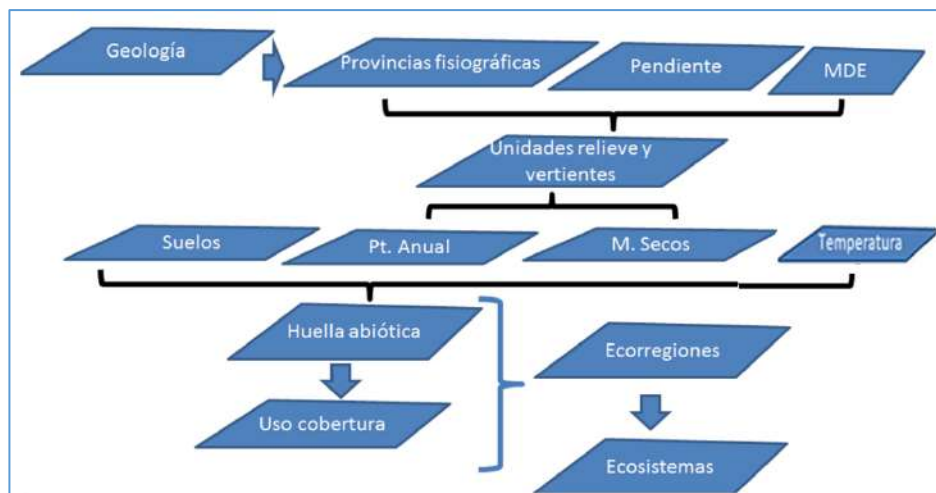 Geología
Provincias fisiográficas
Pendiente
MDE
Unidades relieve y
vertientes
Suelos
Pt. Anual
M. Secos
Temperatura
Huella abiótica
Ecorregiones
Uso cobertura
Ecosistemas